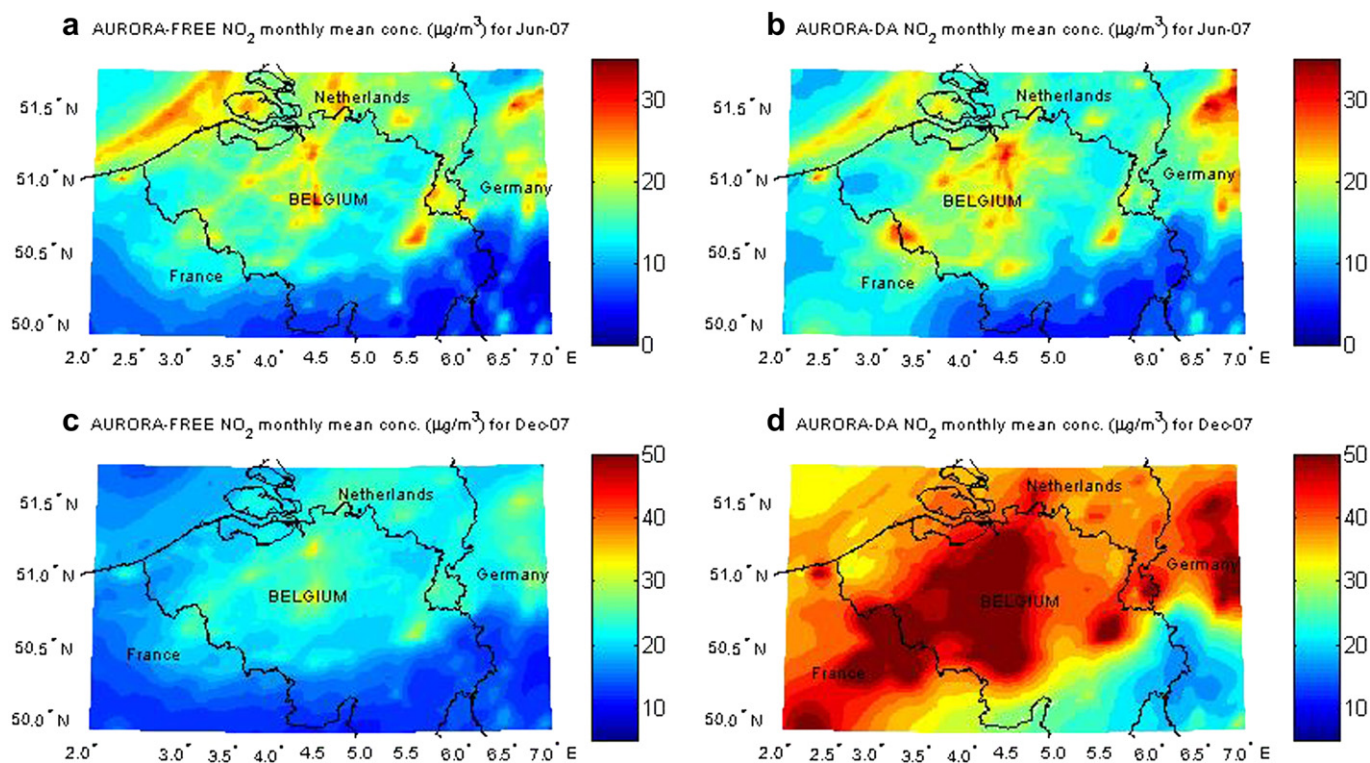 a AURORA-FREE NO2 monthly mean conc. (μg/m3) for Jun-07
51.5° N
51.0° N
50.5° N
50.0° N
Netherlands
Germany
BELGIUM
France
2.0° 2.5° 3.0° 3.5° 4.0° 4.5° 5.0 5.5° 6.0° 6.5° 7.0° E
30
20
10
0
b AURORA-DA NO2 monthly mean conc. (μg/m3) for Jun-07
51.5° N
51.0° N
50.5° N
50.0° N
Netherlands
Germany
BELGIUM
France
2.0° 2.5° 3.0° 3.5° 4.0° 4.5° 5.0 5.5° 6.0° 6.5° 7.0° E
30
20
10
0
c AURORA-FREE NO2 monthly mean conc. (μg/m3) for Dec-07
51.5° N
51.0° N
50.5° N
50.0° N
Netherlands
Germany
BELGIUM
France
2.0° 2.5° 3.0° 3.5° 4.0° 4.5° 5.0 5.5° 6.0° 6.5° 7.0° E
50
40
30
20
10
d AURORA-DA NO2 monthly mean conc. (μg/m3) for Dec-07
51.5° N
51.0° N
50.5° N
50.0° N
Netherlands
Germany
BELGIUM
France
2.0° 2.5° 3.0° 3.5° 4.0° 4.5° 5.0 5.5° 6.0° 6.5° 7.0° E
50
40
30
20
10